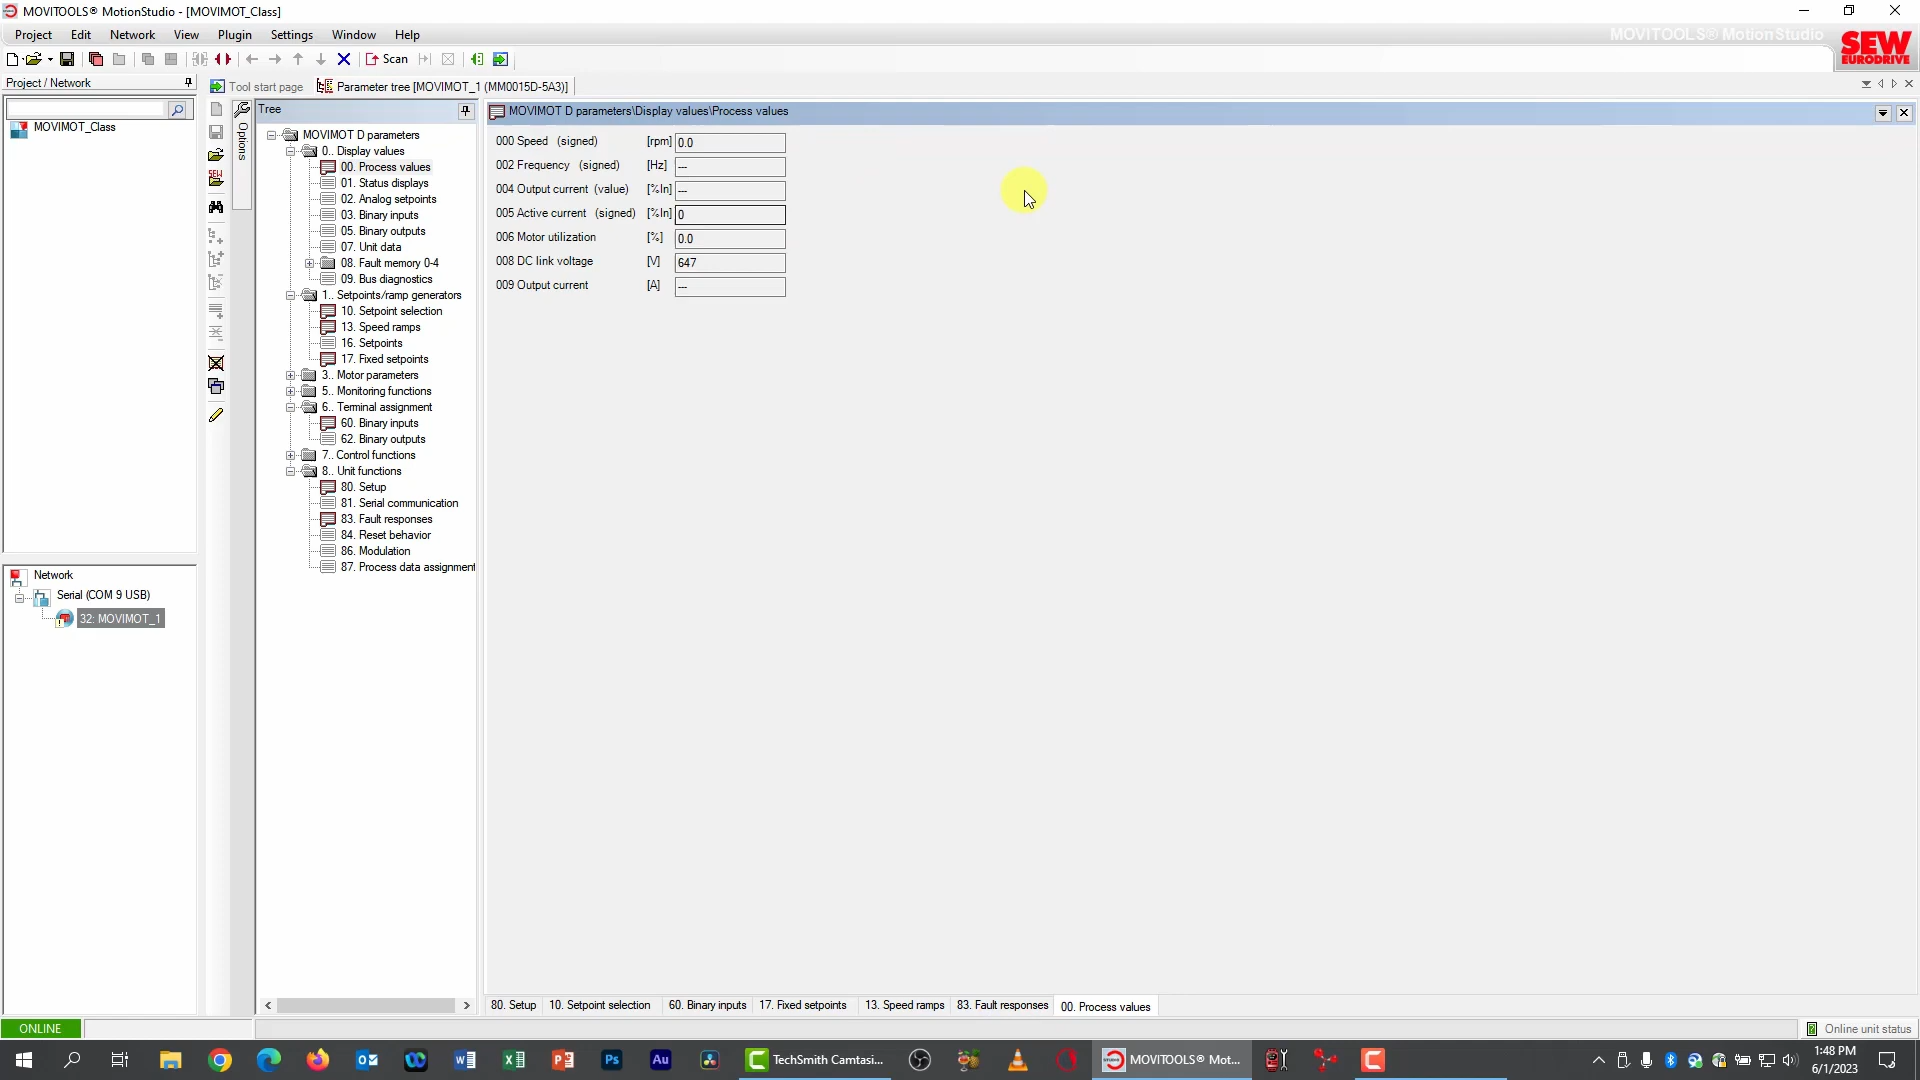 MOVITOOLS® MotionStudio - [MOVIMOT_Class]
Project Edit Network View Plugin Settings Window Help
MOVITOOLS® MotionStudio
SEW
EURODRIVE
Scan
Project / Network
Tool start page
Parameter tree [MOVIMOT_1 (MM0015D-5A3)]
MOVIMOT_Class
Options
Tree
MOVIMOT D parameters
0.. Display values
00. Process values
01. Status displays
02. Analog setpoints
03. Binary inputs
05. Binary outputs
07. Unit data
08. Fault memory 0-4
09. Bus diagnostics
1.. Setpoints/ramp generators
10. Setpoint selection
13. Speed ramps
16. Setpoints
17. Fixed setpoints
3.. Motor parameters
5.. Monitoring functions
6.. Terminal assignment
60. Binary inputs
62. Binary outputs
7.. Control functions
8.. Unit functions
80. Setup
81. Serial communication
83. Fault responses
84. Reset behavior
86. Modulation
87. Process data assignment
MOVIMOT D parameters\Display values\Process values
000 Speed (signed) [rpm] 0.0
002 Frequency (signed) [Hz] ---
004 Output current (value) [%In] ---
005 Active current (signed) [%In] 0
006 Motor utilization [%] 0.0
008 DC link voltage [V] 647
009 Output current [A] ---
Network
Serial (COM 9 USB)
32: MOVIMOT_1
80. Setup 10. Setpoint selection 60. Binary inputs 17. Fixed setpoints 13. Speed ramps 83. Fault responses 00. Process values
ONLINE
Online unit status
TechSmith Camtasi...
MOVITOOLS® Mot...
1:48 PM
6/1/2023